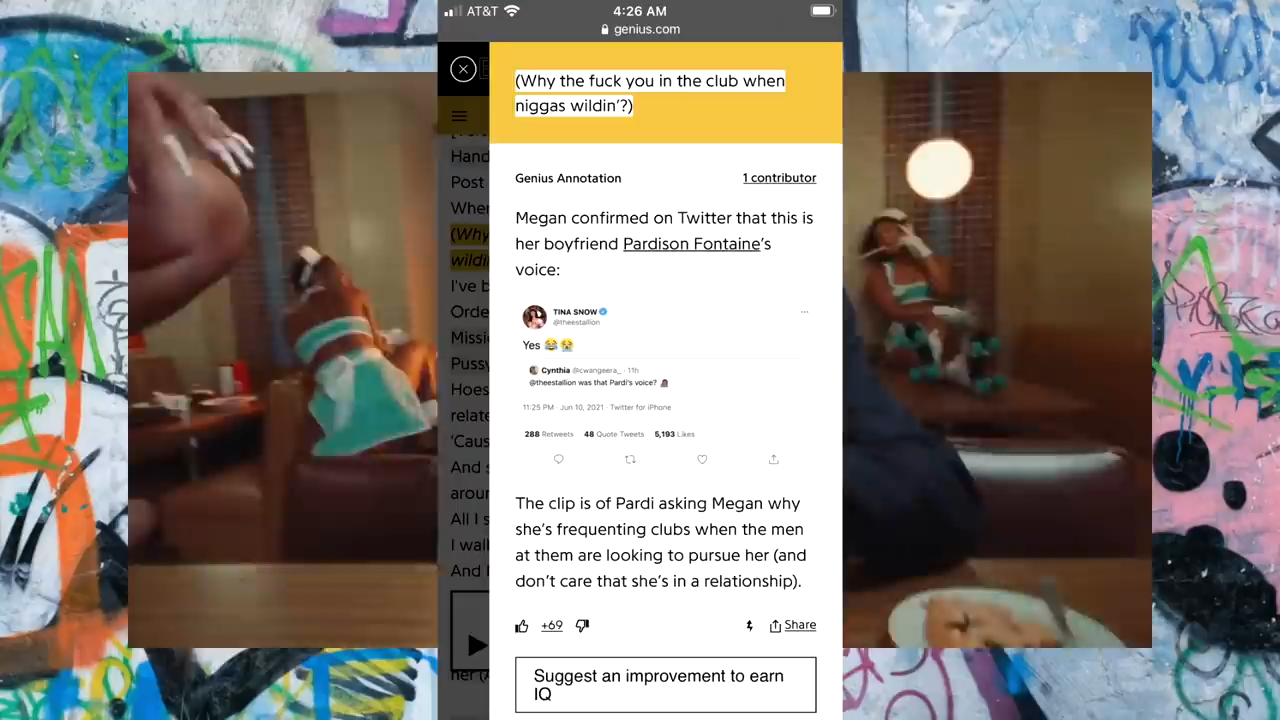 AT&T 4:26 AM
genius.com
(Why the fuck you in the club when
niggas wildin'?)
Genius Annotation 1 contributor
Megan confirmed on Twitter that this is
her boyfriend Pardison Fontaine's
voice:
TINA SNOW
@theestallion
Yes 😂😭
Cynthia @cwangeera_ · 11h
@theestallion was that Pardi's voice?
11:25 PM · Jun 10, 2021 · Twitter for iPhone
288 Retweets 48 Quote Tweets 5,193 Likes
The clip is of Pardi asking Megan why
she's frequenting clubs when the men
at them are looking to pursue her (and
don't care that she's in a relationship).
+69 Share
Suggest an improvement to earn
IQ
Hand
Post
When
(Why
wildin
I've b
Orde
Missi
Pussy
Hoes
relate
'Caus
And s
aroun
All I s
I walk
And I
her (A